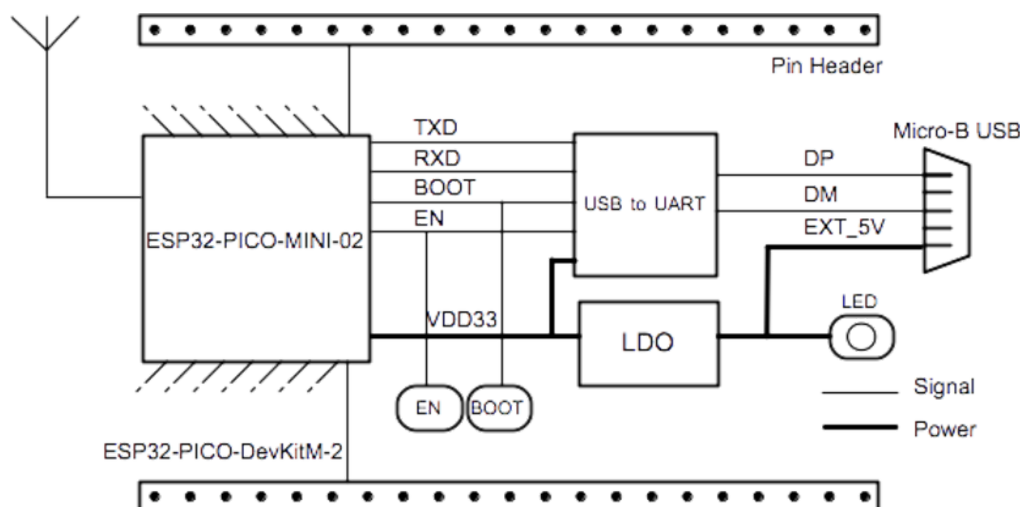 Pin Header
Micro-B USB
TXD
RXD
BOOT
EN
DP
DM
EXT_5V
USB to UART
ESP32-PICO-MINI-02
VDD33
LDO
LED
EN
BOOT
Signal
Power
ESP32-PICO-DevKitM-2